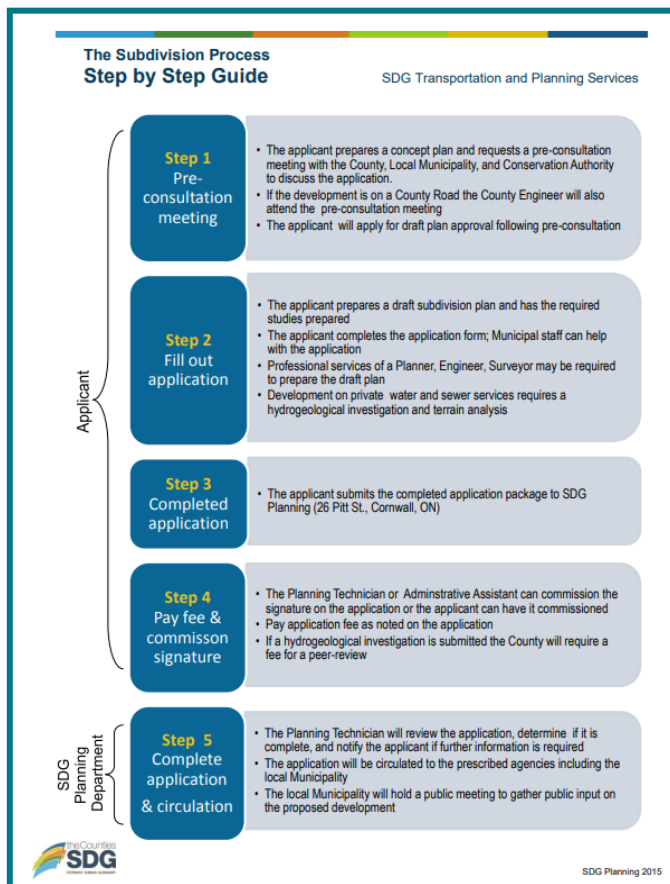 The Subdivision Process
Step by Step Guide
SDG Transportation and Planning Services
Applicant
Step 1
Pre-
consultation
meeting
• The applicant prepares a concept plan and requests a pre-consultation
meeting with the County, Local Municipality, and Conservation Authority
to discuss the application.
• If the development is on a County Road the County Engineer will also
attend the pre-consultation meeting
• The applicant will apply for draft plan approval following pre-consultation
Step 2
Fill out
application
• The applicant prepares a draft subdivision plan and has the required
studies prepared
• The applicant completes the application form; Municipal staff can help
with the application
• Professional services of a Planner, Engineer, Surveyor may be required
to prepare the draft plan
• Development on private water and sewer services requires a
hydrogeological investigation and terrain analysis
Step 3
Completed
application
• The applicant submits the completed application package to SDG
Planning (26 Pitt St., Cornwall, ON)
Step 4
Pay fee &
commisson
signature
• The Planning Technician or Adminstrative Assistant can commission the
signature on the application or the applicant can have it commissioned
• Pay application fee as noted on the application
• If a hydrogeological investigation is submitted the County will require a
fee for a peer-review
SDG
Planning
Department
Step 5
Complete
application
& circulation
• The Planning Technician will review the application, determine if it is
complete, and notify the applicant if further information is required
• The application will be circulated to the prescribed agencies including the
local Municipality
• The local Municipality will hold a public meeting to gather public input on
the proposed development
theCounties
SDG
SDG Planning 2015